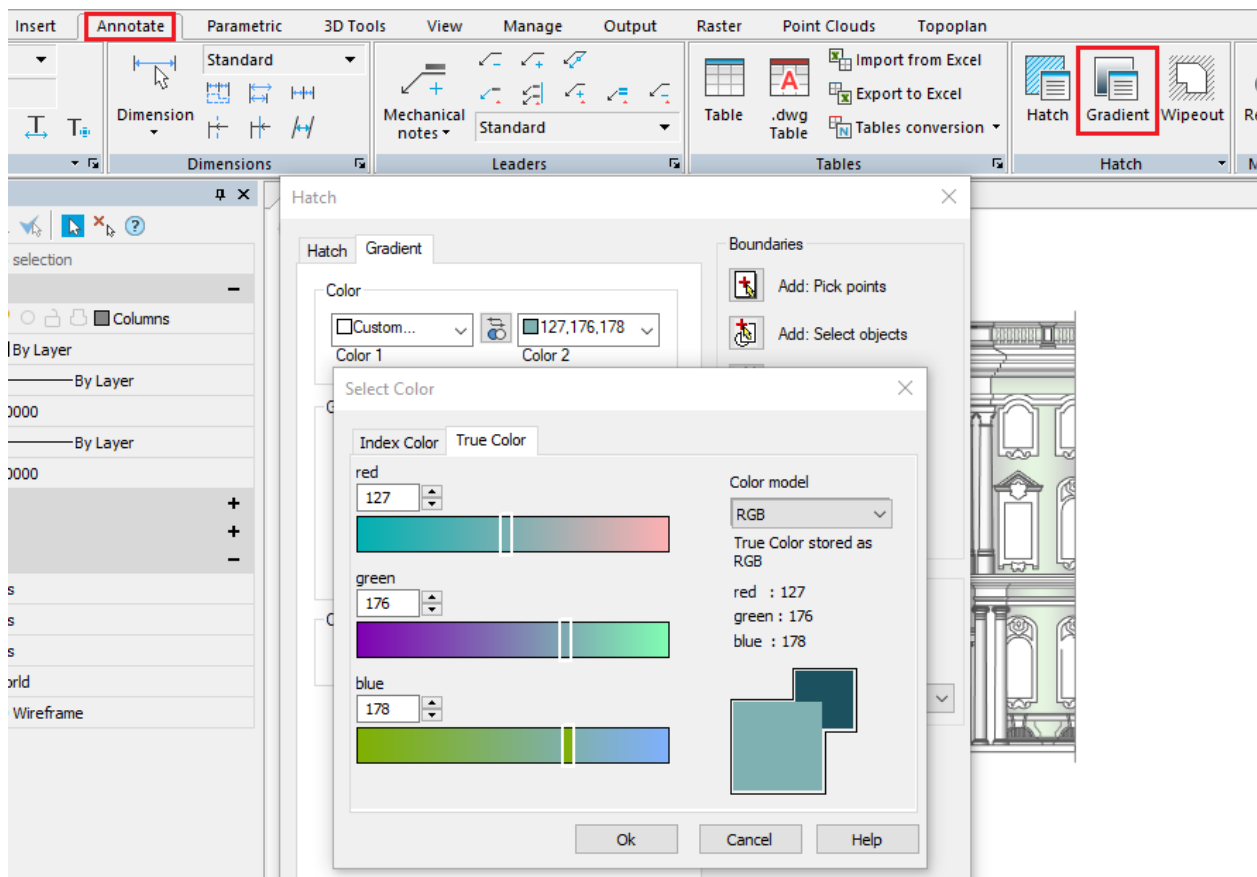 Insert Annotate Parametric 3D Tools View Manage Output Raster Point Clouds Topoplan
Standard
Dimension
Mechanical
notes
Standard
Table
.dwg
Table
Import from Excel
Export to Excel
Tables conversion
Hatch Gradient Wipeout
Dimensions Leaders Tables Hatch
selection
Columns
By Layer
By Layer
0000
By Layer
0000
Wireframe
Hatch
Hatch Gradient
Color
Custom... 127,176,178
Color 1 Color 2
Boundaries
Add: Pick points
Add: Select objects
Select Color
Index Color True Color
red
127
green
176
blue
178
Color model
RGB
True Color stored as
RGB
red : 127
green : 176
blue : 178
Ok Cancel Help